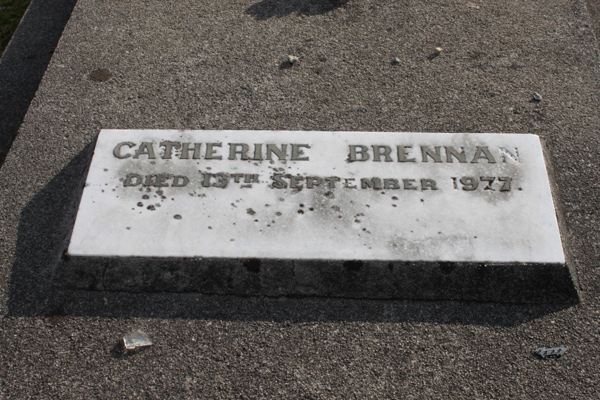 CATHERINE BRENNAN
DIED 13TH SEPTEMBER 1977.